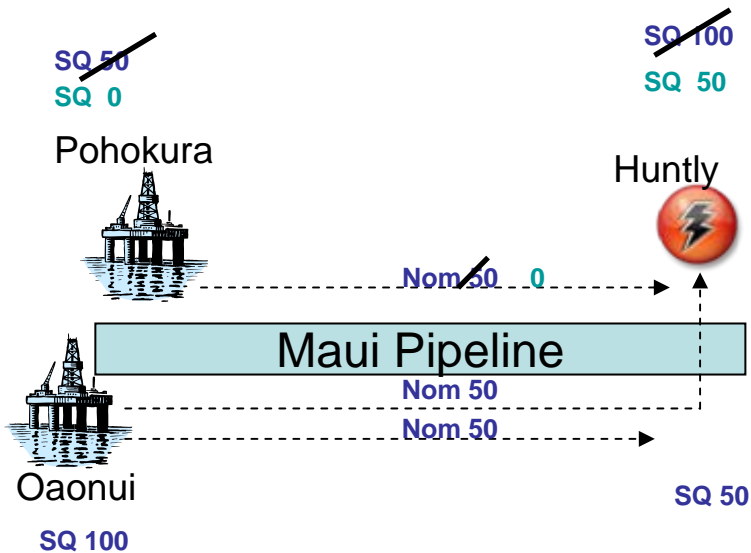 SQ 50
SQ 0
SQ 100
SQ 50
Pohokura
Huntly
Nom 50 0
Maui Pipeline
Nom 50
Nom 50
Oaonui
SQ 50
SQ 100